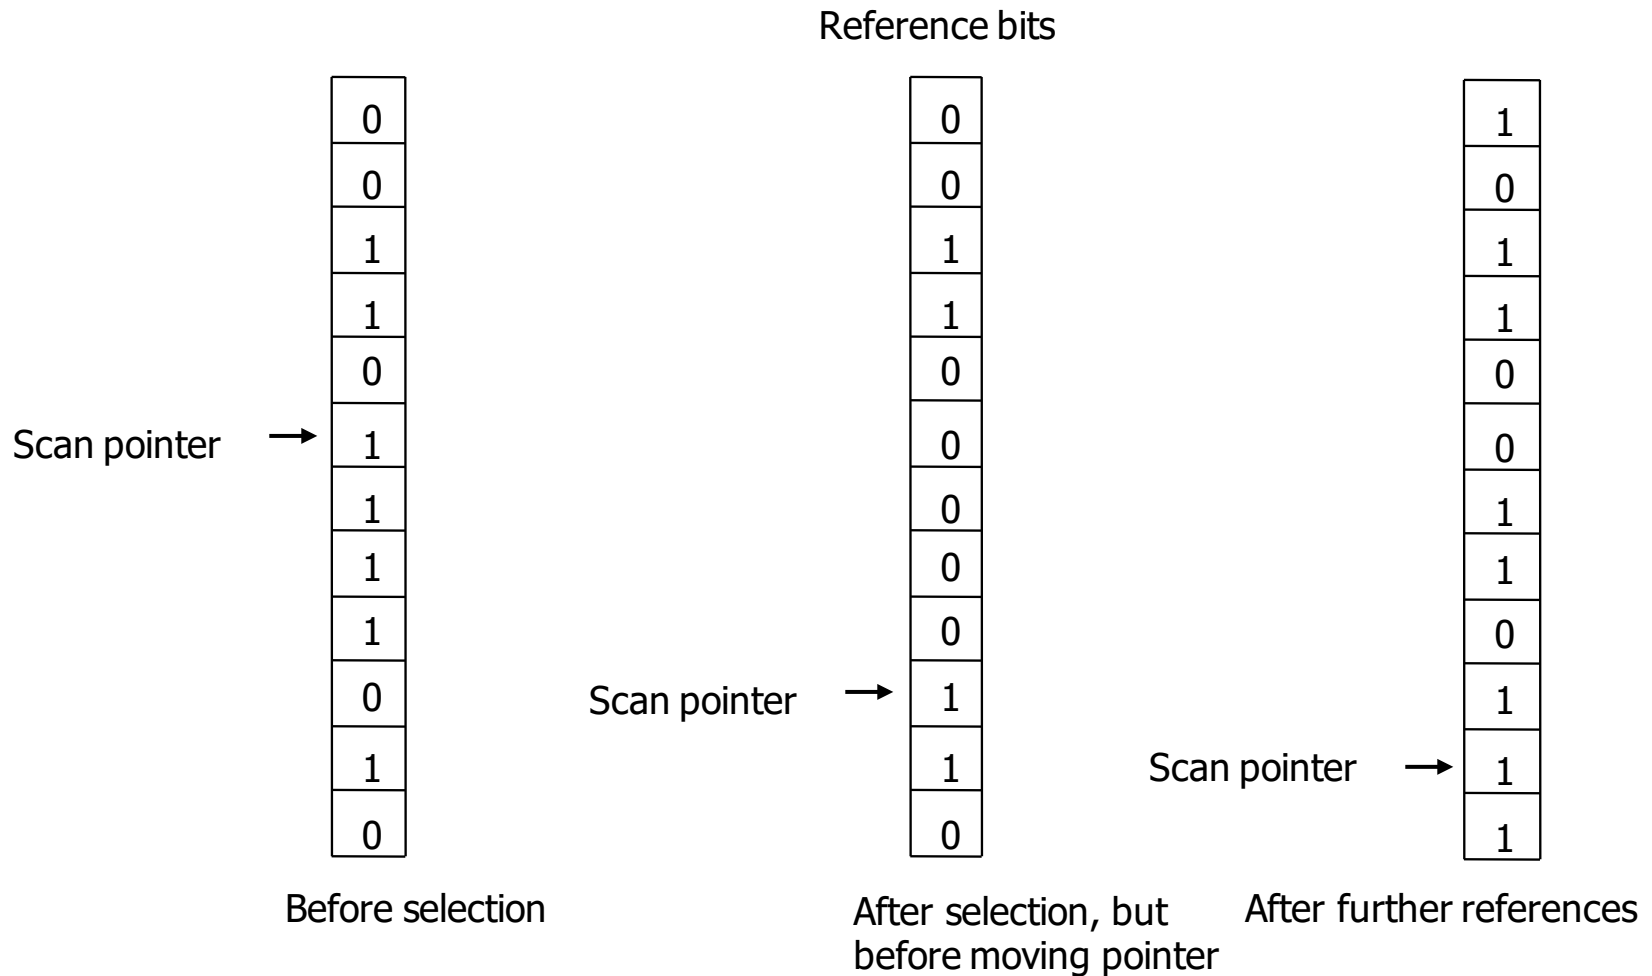 Reference bits
0 0 1
0 0 0
1 1 1
1 1 1
0 0 0
Scan pointer 1 0 0
1 0 1
1 0 1
1 0 0
0 Scan pointer 1 1
1 1 Scan pointer 1
0 0 1
Before selection
After selection, but
before moving pointer
After further references